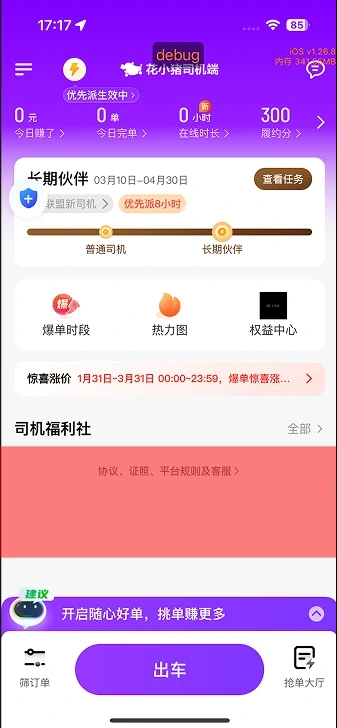 17:17
85
debug
iOS v1.26.8
花小猪司机端
优先派生效中
0 元
0 单
0 小时
新
300
今日赚了
今日完单
在线时长
履约分
长期伙伴 03月10日-04月30日
查看任务
联盟新司机
优先派8小时
普通司机
长期伙伴
爆
爆单时段
热力图
权益中心
惊喜涨价 1月31日~3月31日 00:00~23:59，爆单惊喜涨…
司机福利社
全部
协议、证照、平台规则及客服
建议
开启随心好单，挑单赚更多
筛订单
出车
抢单大厅